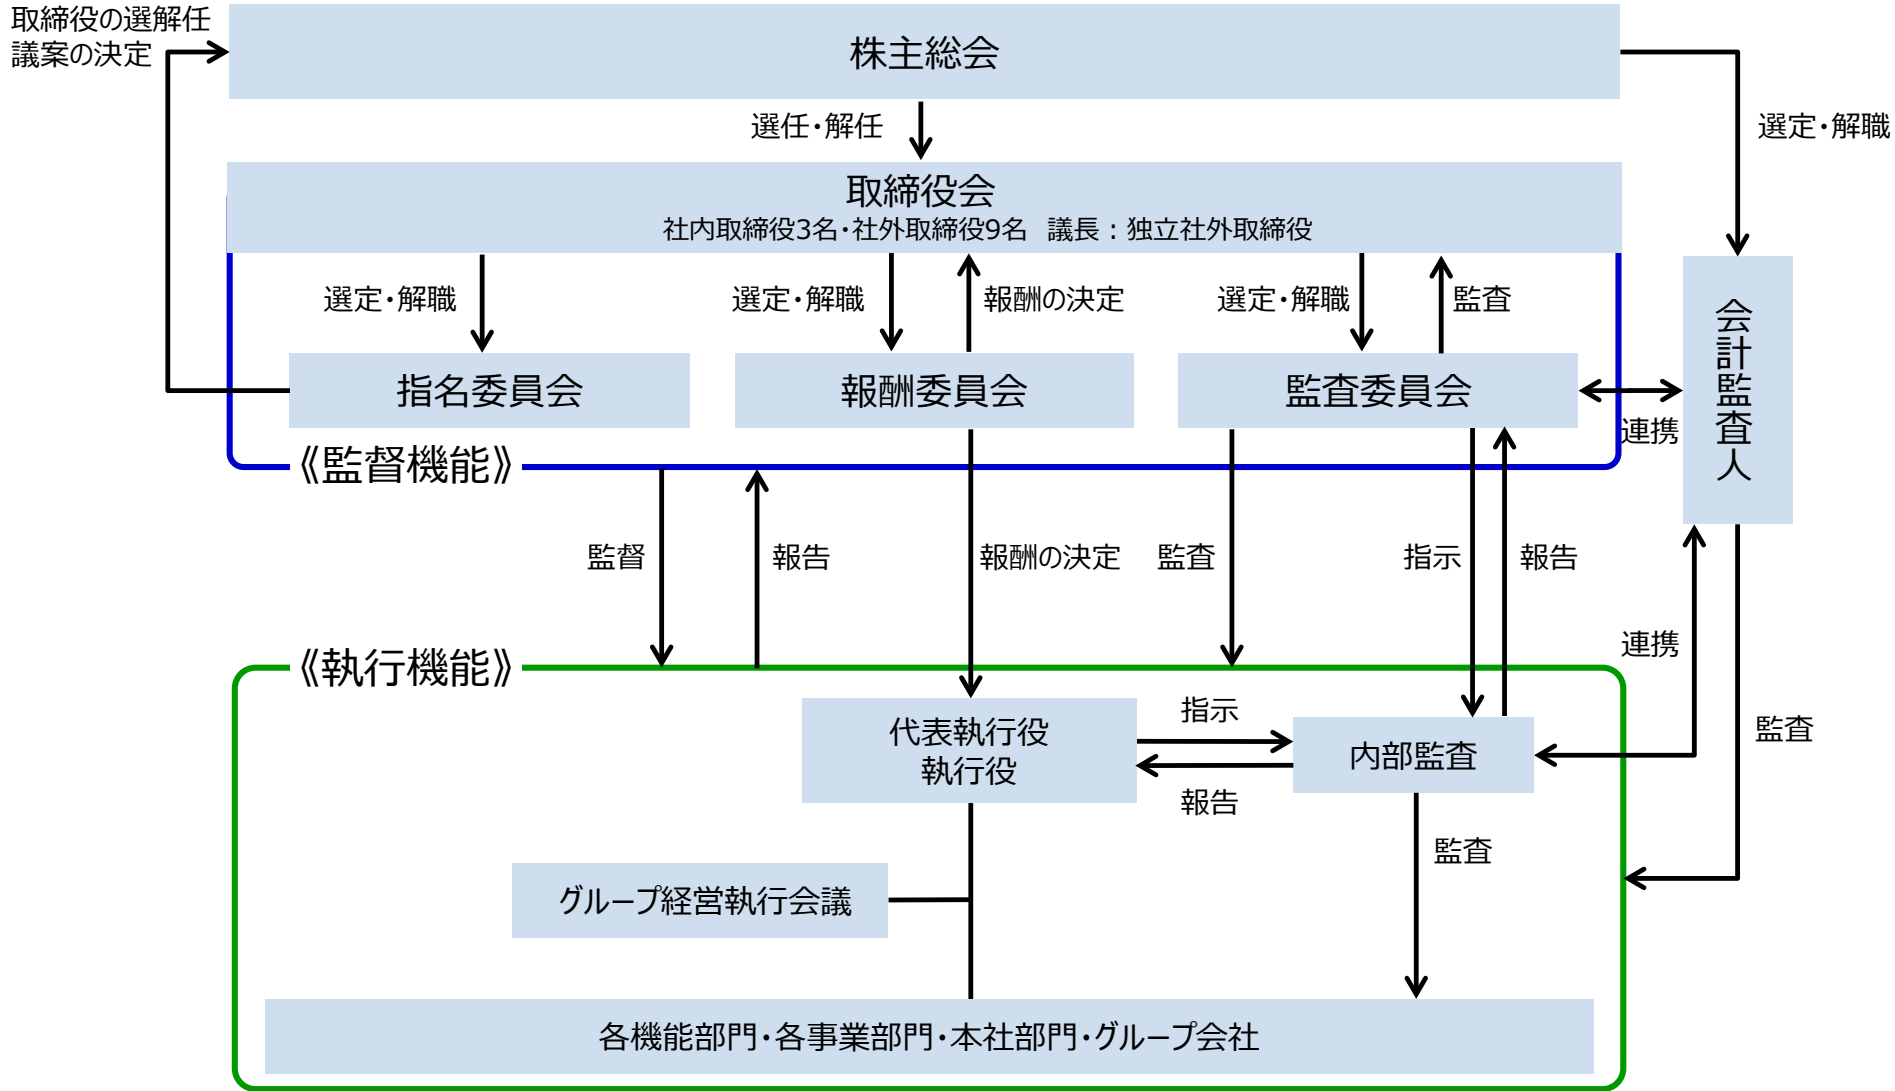 取締役の選解任
議案の決定
株主総会
選任・解任
選定・解職
取締役会
社内取締役3名・社外取締役9名 議長：独立社外取締役
選定・解職
選定・解職
報酬の決定
選定・解職
監査
会計監査人
指名委員会
報酬委員会
監査委員会
連携
《監督機能》
監督
報告
報酬の決定
監査
指示
報告
連携
《執行機能》
代表執行役
執行役
指示
報告
内部監査
監査
監査
グループ経営執行会議
各機能部門・各事業部門・本社部門・グループ会社